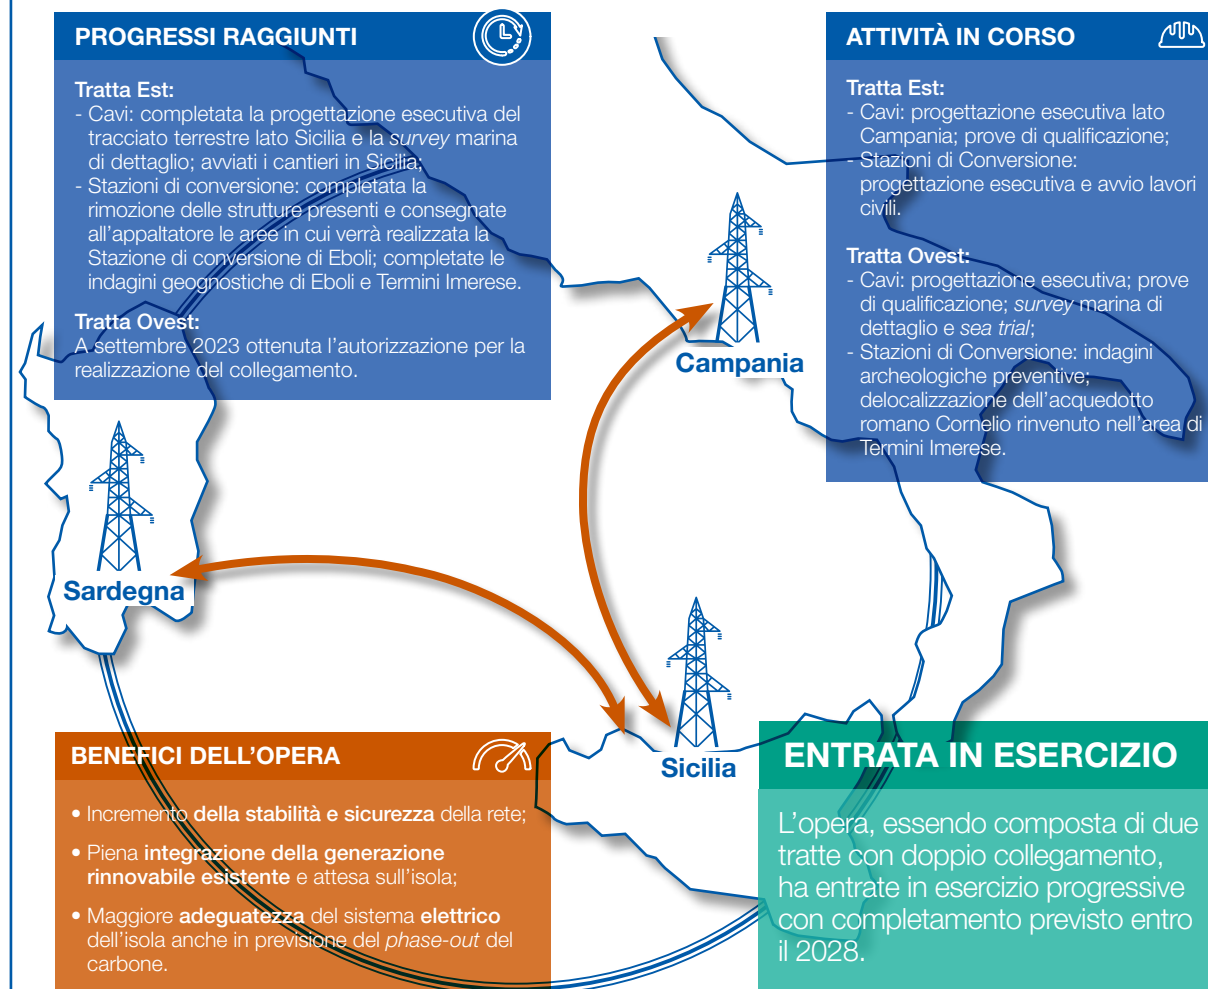 PROGRESSI RAGGIUNTI
Tratta Est:
- Cavi: completata la progettazione esecutiva del
tracciato terrestre lato Sicilia e la survey marina
di dettaglio; avviati i cantieri in Sicilia;
- Stazioni di conversione: completata la
rimozione delle strutture presenti e consegnate
all'appaltatore le aree in cui verrà realizzata la
Stazione di conversione di Eboli; completate le
indagini geognostiche di Eboli e Termini Imerese.
Tratta Ovest:
A settembre 2023 ottenuta l'autorizzazione per la
realizzazione del collegamento.
ATTIVITÀ IN CORSO
Tratta Est:
- Cavi: progettazione esecutiva lato
Campania; prove di qualificazione;
- Stazioni di Conversione:
progettazione esecutiva e avvio lavori
civili.
Tratta Ovest:
- Cavi: progettazione esecutiva; prove
di qualificazione; survey marina di
dettaglio e sea trial;
- Stazioni di Conversione: indagini
archeologiche preventive;
delocalizzazione dell'acquedotto
romano Cornelio rinvenuto nell'area di
Termini Imerese.
Campania
Sardegna
Sicilia
BENEFICI DELL'OPERA
• Incremento della stabilità e sicurezza della rete;
• Piena integrazione della generazione
rinnovabile esistente e attesa sull'isola;
• Maggiore adeguatezza del sistema elettrico
dell'isola anche in previsione del phase-out del
carbone.
ENTRATA IN ESERCIZIO
L'opera, essendo composta di due
tratte con doppio collegamento,
ha entrate in esercizio progressive
con completamento previsto entro
il 2028.